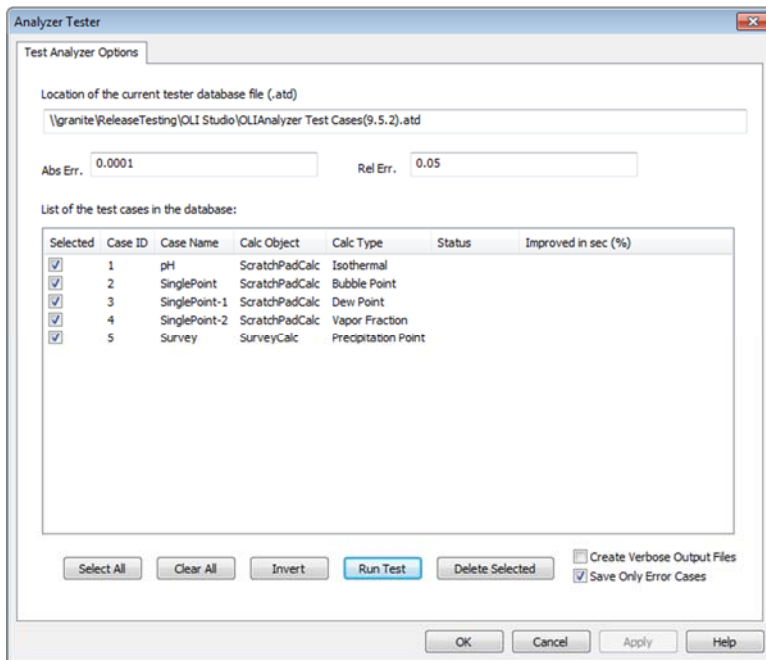 Analyzer Tester
Test Analyzer Options
Location of the current tester database file (.atd)
\\granite\ReleaseTesting\OLI Studio\OLIAnalyzer Test Cases(9.5.2).atd
Abs Err. 0.0001 Rel Err. 0.05
List of the test cases in the database:
Selected Case ID Case Name Calc Object Calc Type Status Improved in sec (%)
1 pH ScratchPadCalc Isothermal
2 SinglePoint ScratchPadCalc Bubble Point
3 SinglePoint-1 ScratchPadCalc Dew Point
4 SinglePoint-2 ScratchPadCalc Vapor Fraction
5 Survey SurveyCalc Precipitation Point
Select All Clear All Invert Run Test Delete Selected Create Verbose Output Files
Save Only Error Cases
OK Cancel Apply Help